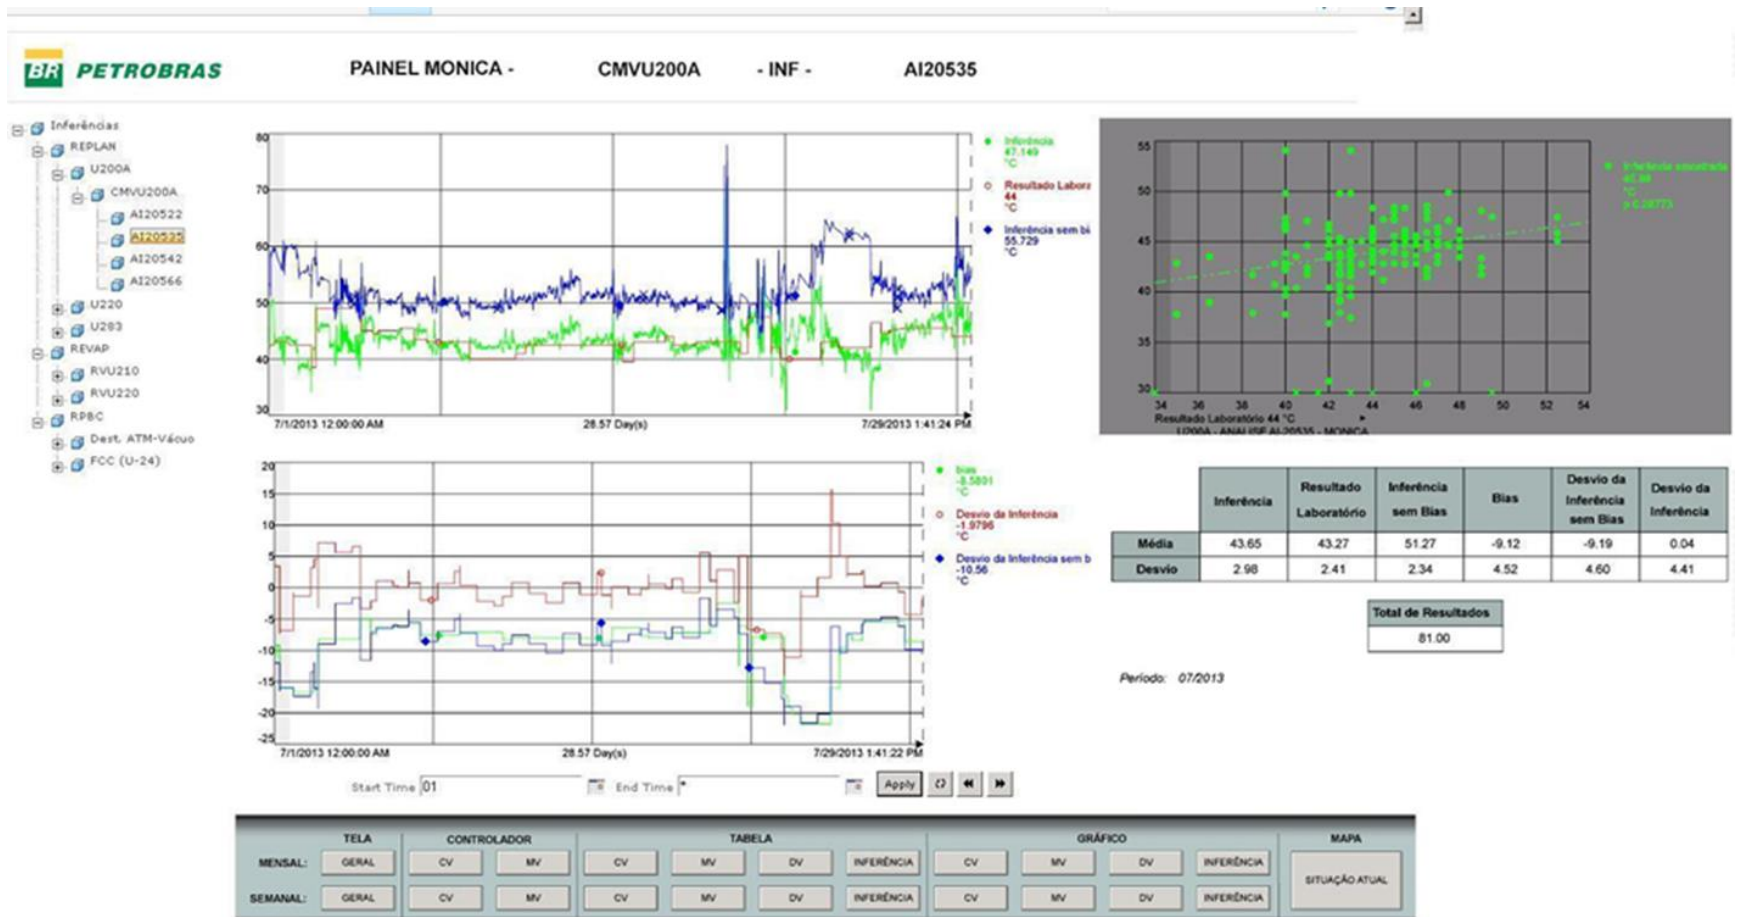 BR PETROBRAS
PAINEL MONICA - CMVU200A - INF - AI20535
Inferências
REPLAN
U200A
CMVU200A
AI20522
AI20535
AI20542
AI20566
U220
U283
REVAP
RVU210
RVU220
RPBC
Dest. ATM-Vácuo
FCC (U-24)
80
70
60
50
40
30
7/1/2013 12:00:00 AM
28.57 Day(s)
7/29/2013 1:41:24 PM
Inferência
47.149
°C
Resultado Labora
44
°C
Inferência sem bi
55.729
°C
55
50
45
40
35
30
34 36 38 40 42 44 46 48 50 52 54
Resultado Laboratório 44 °C
U200A - ANALISE AI-20535 - MONICA
20
15
10
5
0
-5
-10
-15
-20
-25
7/1/2013 12:00:00 AM
28.57 Day(s)
7/29/2013 1:41:22 PM
bias
°C
Desvio da Inferência
-1.9796
°C
Desvio da Inferência sem b
-10.56
°C
Inferência Resultado Laboratório Inferência sem Bias Bias Desvio da Inferência sem Bias Desvio da Inferência
Média 43.65 43.27 51.27 -9.12 -9.19 0.04
Desvio 2.98 2.41 2.34 4.52 4.60 4.41
Total de Resultados
81.00
Período: 07/2013
Start Time 01 End Time * Apply
TELA CONTROLADOR TABELA GRÁFICO MAPA
MENSAL: GERAL CV MV CV MV DV INFERÊNCIA CV MV DV INFERÊNCIA
SITUAÇÃO ATUAL
SEMANAL: GERAL CV MV CV MV DV INFERÊNCIA CV MV DV INFERÊNCIA